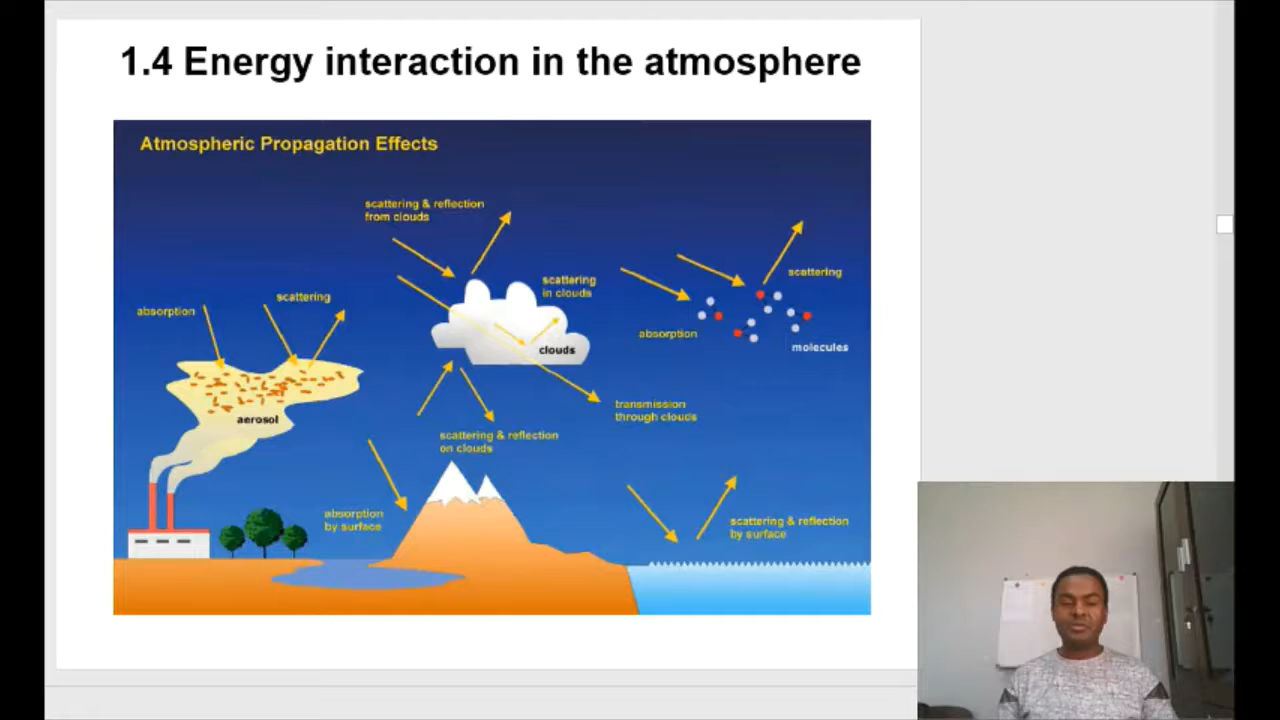 1.4 Energy interaction in the atmosphere
Atmospheric Propagation Effects
scattering & reflection
from clouds
scattering
absorption
scattering
in clouds
clouds
scattering
absorption
molecules
aerosol
transmission
through clouds
scattering & reflection
on clouds
absorption
by surface
scattering & reflection
by surface